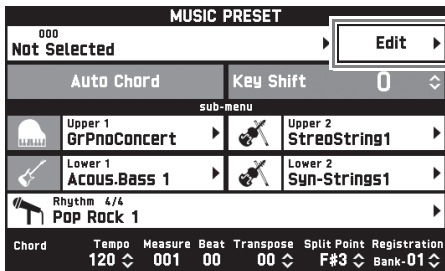 MUSIC PRESET
000
Not Selected
Edit
Auto Chord Key Shift 0
sub-menu
Upper 1
GrPnoConcert
Upper 2
StreoString1
Lower 1
Acous.Bass 1
Lower 2
Syn-Strings1
Rhythm 4/4
Pop Rock 1
Chord Tempo Measure Beat Transpose Split Point Registration
120 001 00 00 F#3 Bank-01